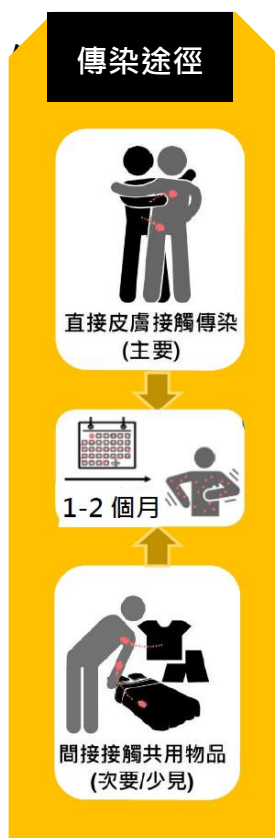 傳染途徑
直接皮膚接觸傳染
(主要)
1-2 個月
間接接觸共用物品
(次要/少見)